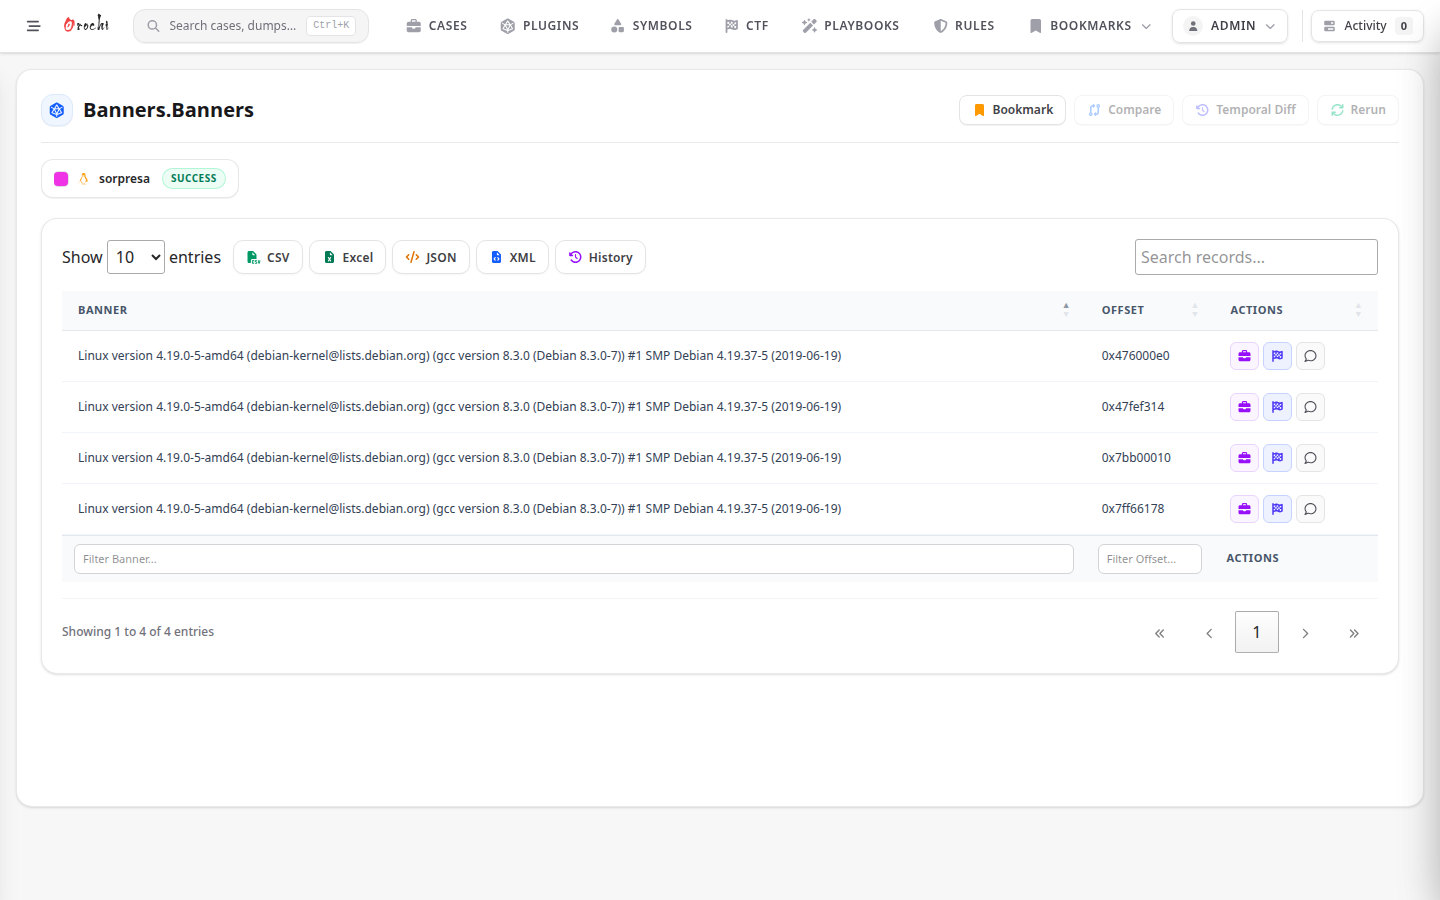 Orochi Search cases, dumps... Ctrl+K CASES PLUGINS SYMBOLS CTF PLAYBOOKS RULES BOOKMARKS ADMIN Activity 0
Banners.Banners Bookmark Compare Temporal Diff Rerun
sorpresa SUCCESS
Show 10 entries CSV Excel JSON XML History Search records...
BANNER OFFSET ACTIONS
Linux version 4.19.0-5-amd64 (debian-kernel@lists.debian.org) (gcc version 8.3.0 (Debian 8.3.0-7)) #1 SMP Debian 4.19.37-5 (2019-06-19) 0x476000e0
Linux version 4.19.0-5-amd64 (debian-kernel@lists.debian.org) (gcc version 8.3.0 (Debian 8.3.0-7)) #1 SMP Debian 4.19.37-5 (2019-06-19) 0x47fef314
Linux version 4.19.0-5-amd64 (debian-kernel@lists.debian.org) (gcc version 8.3.0 (Debian 8.3.0-7)) #1 SMP Debian 4.19.37-5 (2019-06-19) 0x7bb00010
Linux version 4.19.0-5-amd64 (debian-kernel@lists.debian.org) (gcc version 8.3.0 (Debian 8.3.0-7)) #1 SMP Debian 4.19.37-5 (2019-06-19) 0x7ff66178
Filter Banner... Filter Offset... ACTIONS
Showing 1 to 4 of 4 entries « ‹ 1 › »